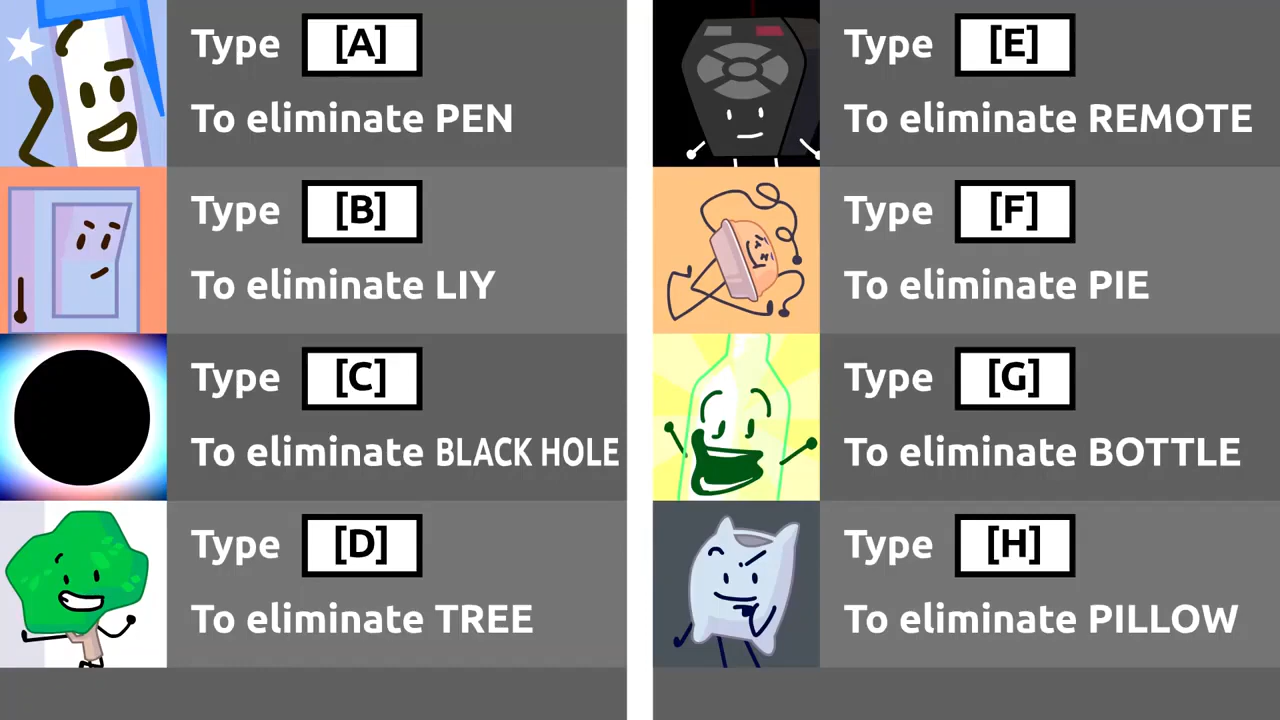 Type [A]
To eliminate PEN
Type [B]
To eliminate LIY
Type [C]
To eliminate BLACK HOLE
Type [D]
To eliminate TREE
Type [E]
To eliminate REMOTE
Type [F]
To eliminate PIE
Type [G]
To eliminate BOTTLE
Type [H]
To eliminate PILLOW